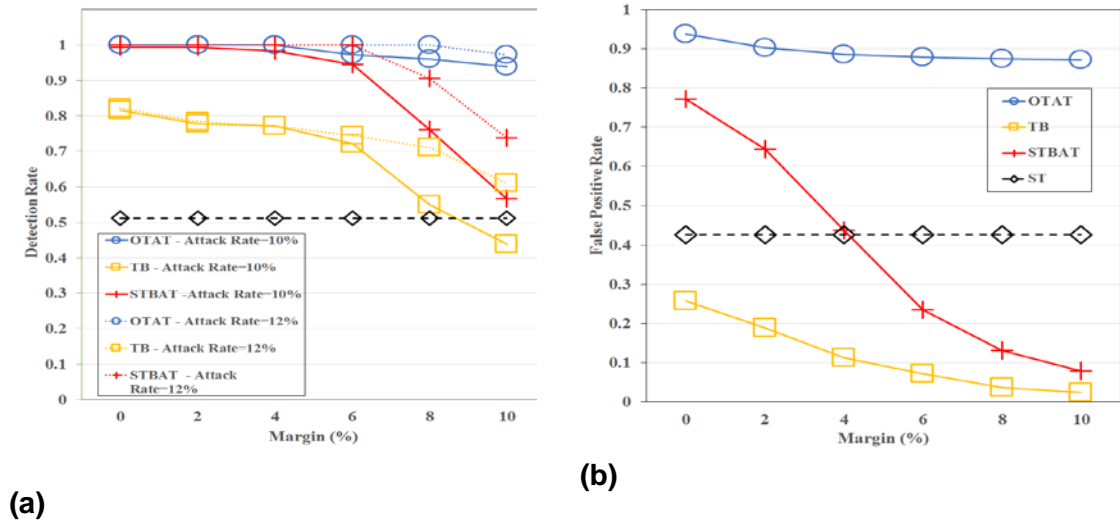 1
0.9
0.8
0.7
0.6
0.5
0.4
0.3
0.2
0.1
0
Detection Rate
OTAT - Attack Rate=10%
TB - Attack Rate=10%
STBAT -Attack Rate=10%
OTAT - Attack Rate=12%
TB - Attack Rate=12%
STBAT - Attack
Rate=12%
0 2 4 6 8 10
Margin (%)
(a)
1
0.9
0.8
0.7
0.6
0.5
0.4
0.3
0.2
0.1
0
False Positive Rate
OTAT
TB
STBAT
ST
0 2 4 6 8 10
Margin (%)
(b)